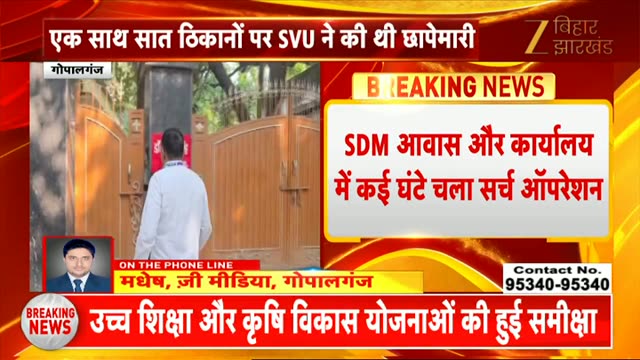 एक साथ सात ठिकानों पर SVU ने की थी छापेमारी
Z बिहार
झारखंड
गोपालगंज
BREAKING NEWS
SDM आवास और कार्यालय
में कई घंटे चला सर्च ऑपरेशन
ON THE PHONE LINE
मधेष, ज़ी मीडिया, गोपालगंज
Contact No.
95340-95340
BREAKING
NEWS
उच्च शिक्षा और कृषि विकास योजनाओं की हुई समीक्षा